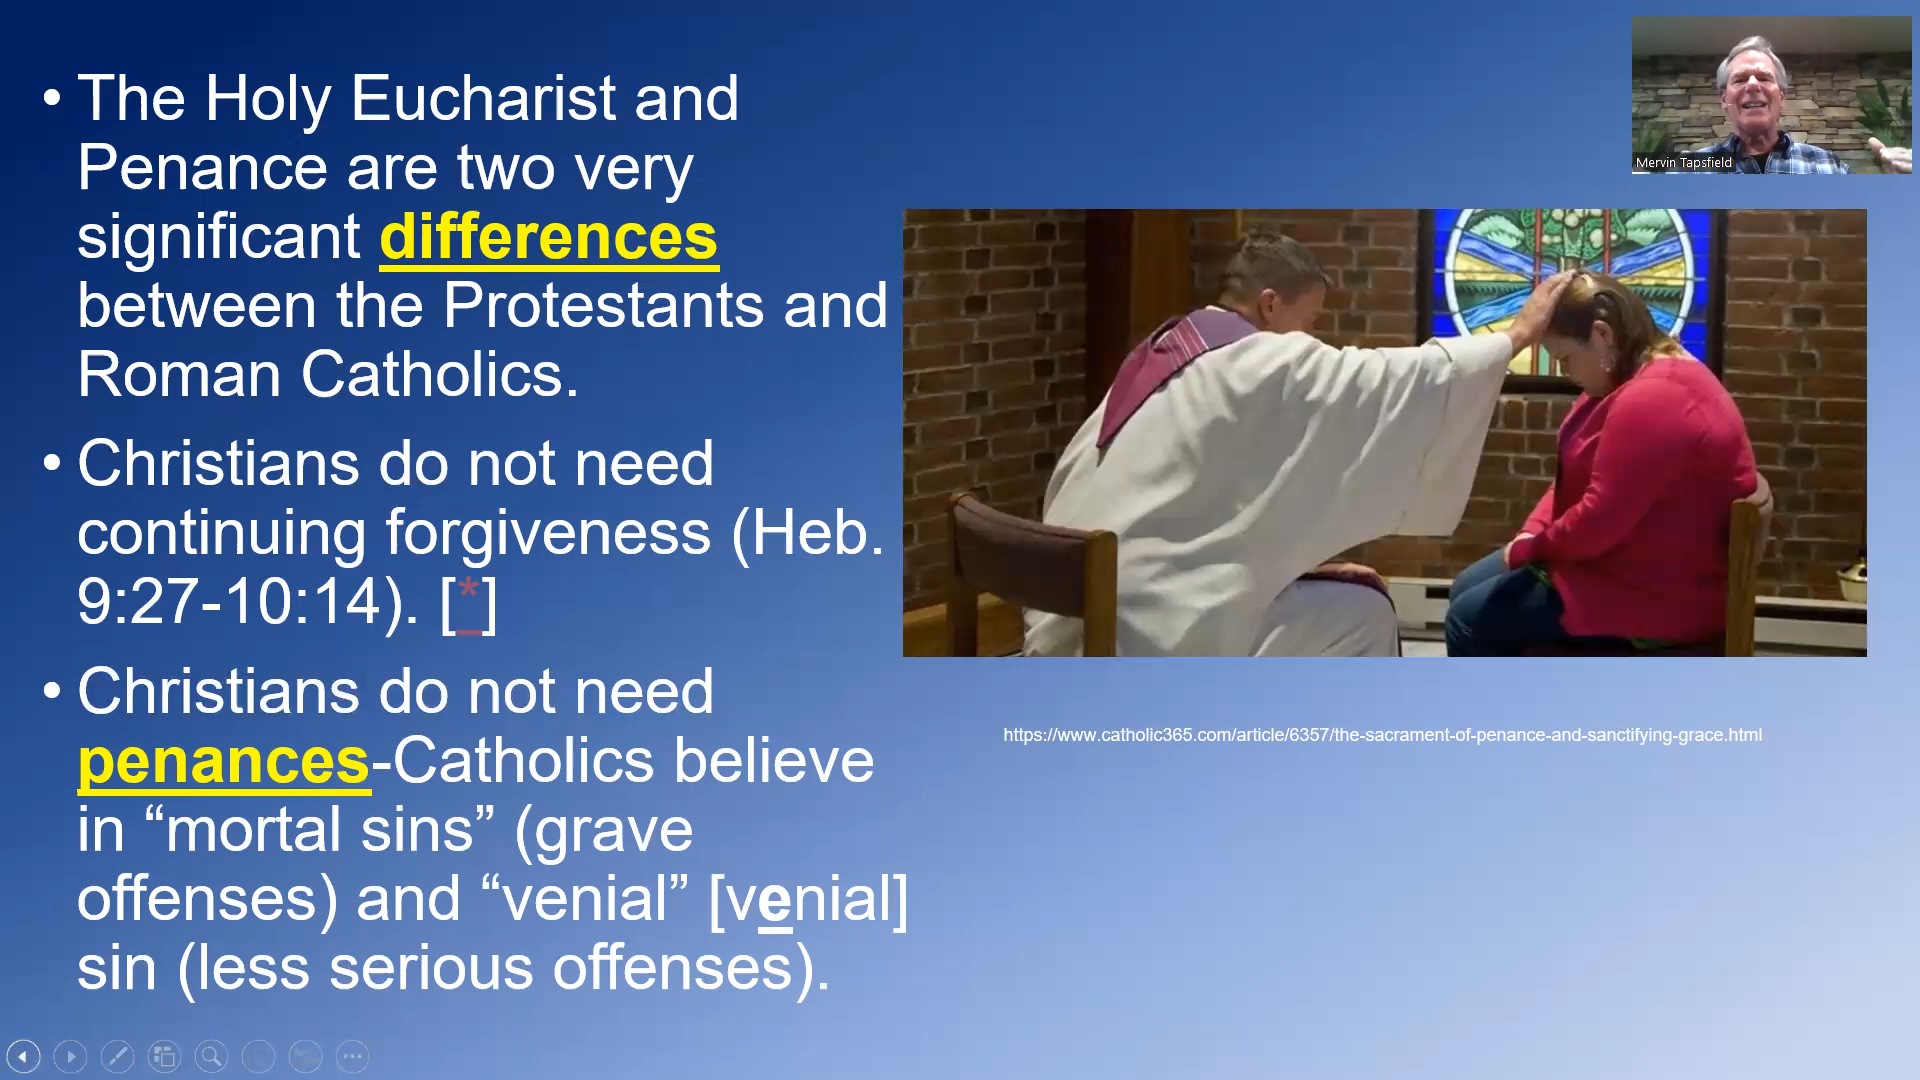 • The Holy Eucharist and
Penance are two very
significant differences
between the Protestants and
Roman Catholics.
• Christians do not need
continuing forgiveness (Heb.
9:27-10:14). [*]
• Christians do not need
penances-Catholics believe
in “mortal sins” (grave
offenses) and “venial” [venial]
sin (less serious offenses).
Mervin Tapsfield
https://www.catholic365.com/article/6357/the-sacrament-of-penance-and-sanctifying-grace.html